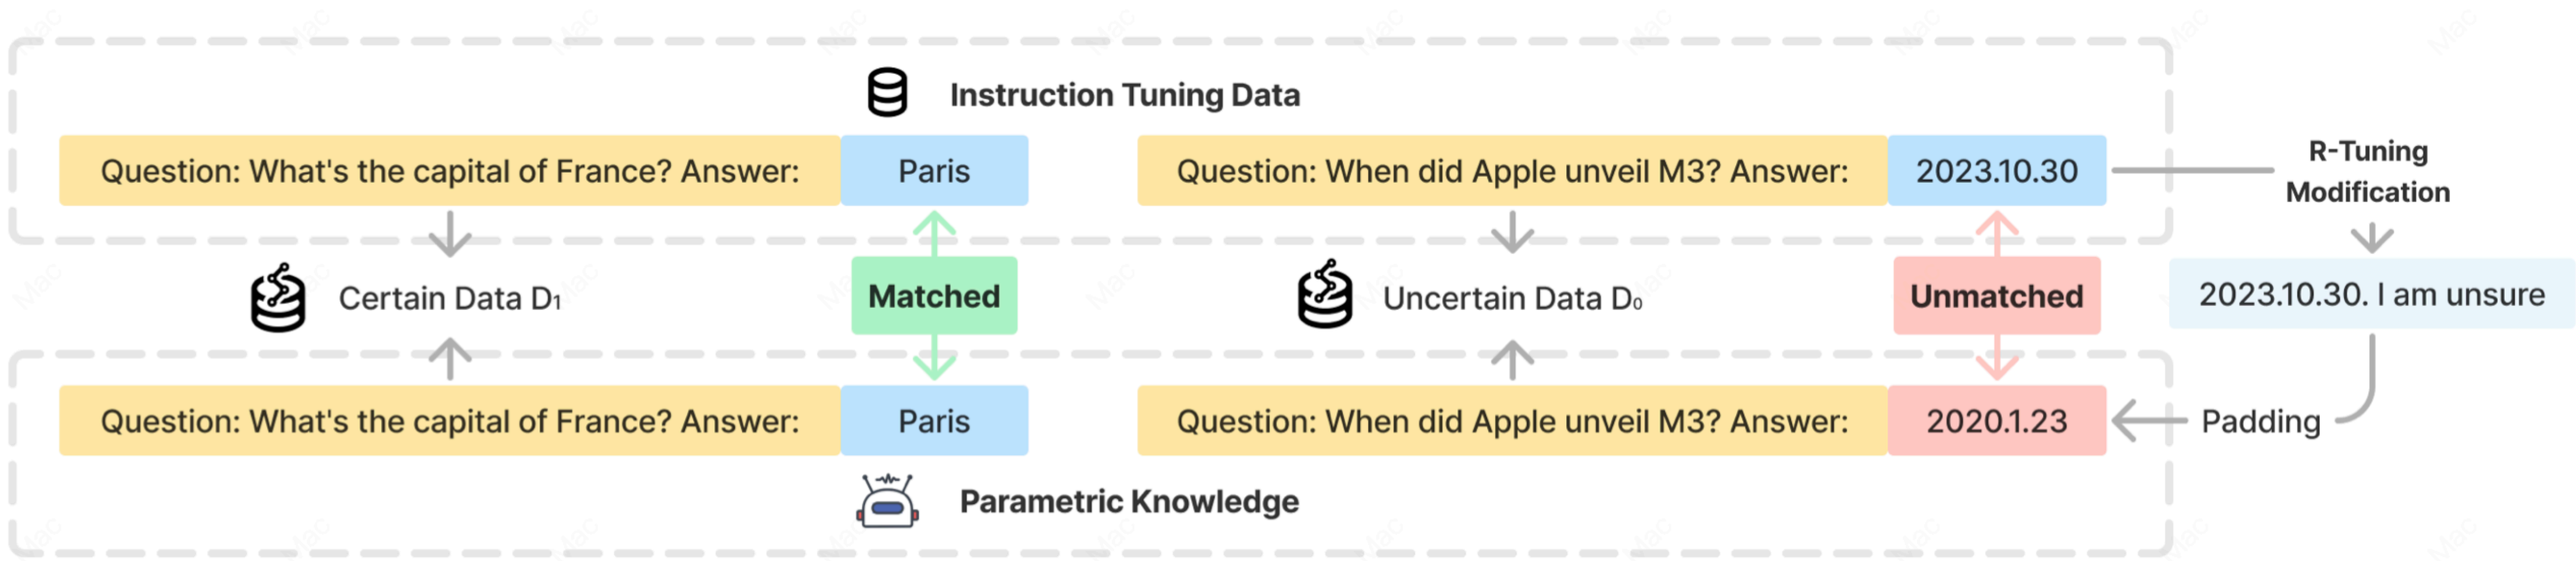 Instruction Tuning Data
Question: What's the capital of France? Answer: Paris
Question: When did Apple unveil M3? Answer: 2023.10.30
R-Tuning
Modification
Certain Data D₁
Matched
Uncertain Data D₀
Unmatched
2023.10.30. I am unsure
Question: What's the capital of France? Answer: Paris
Question: When did Apple unveil M3? Answer: 2020.1.23
Padding
Parametric Knowledge
Mac